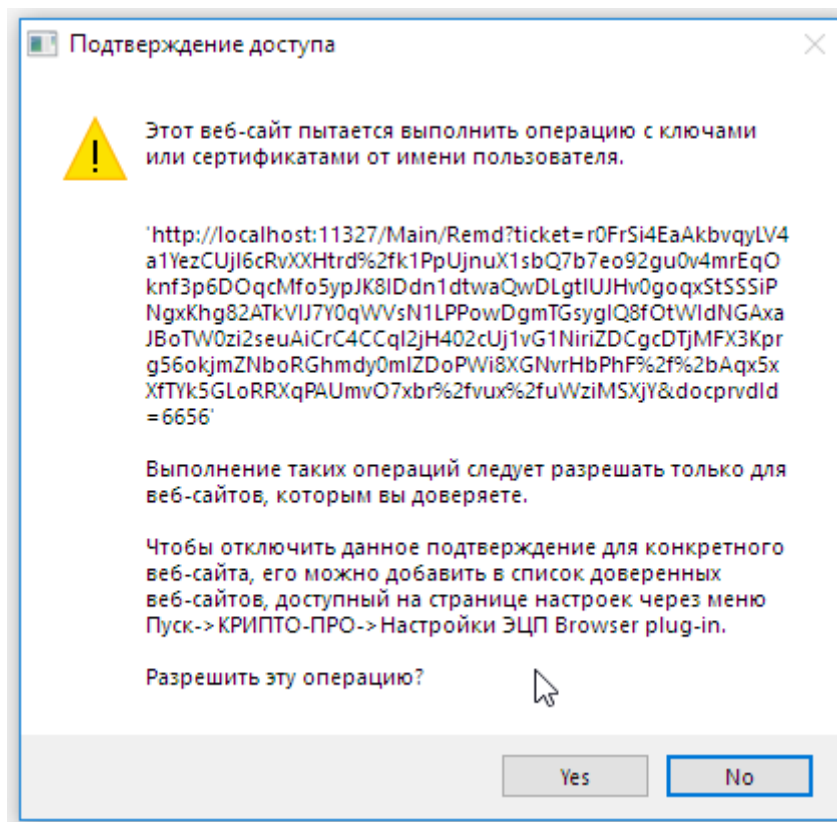 Подтверждение доступа
Этот веб-сайт пытается выполнить операцию с ключами
или сертификатами от имени пользователя.
'http://localhost:11327/Main/Remd?ticket=r0FrSi4EaAkbvqyLV4
a1YezCUjI6cRvXXHtrd%2fk1PpUjnuX1sbQ7b7eo92gu0v4mrEqO
knf3p6DOqcMfo5ypJK8IDdn1dtwaQwDLgtIUJHv0goqxStSSSiP
NgxKhg82ATkVIJ7Y0qWVsN1LPPowDgmTGsygIQ8fOtWIdNGAxa
JBoTW0zi2seuAiCrC4CCqI2jH402cUj1vG1NiriZDCgcDTjMFX3Kpr
g56okjmZNboRGhmdy0mIZDoPWi8XGNvrHbPhF%2f%2bAqx5x
XfTYk5GLoRRXqPAUmvO7xbr%2fvux%2fuWziMSXjY&docprvdId
=6656'
Выполнение таких операций следует разрешать только для
веб-сайтов, которым вы доверяете.
Чтобы отключить данное подтверждение для конкретного
веб-сайта, его можно добавить в список доверенных
веб-сайтов, доступный на странице настроек через меню
Пуск->КРИПТО-ПРО->Настройки ЭЦП Browser plug-in.
Разрешить эту операцию?
Yes
No